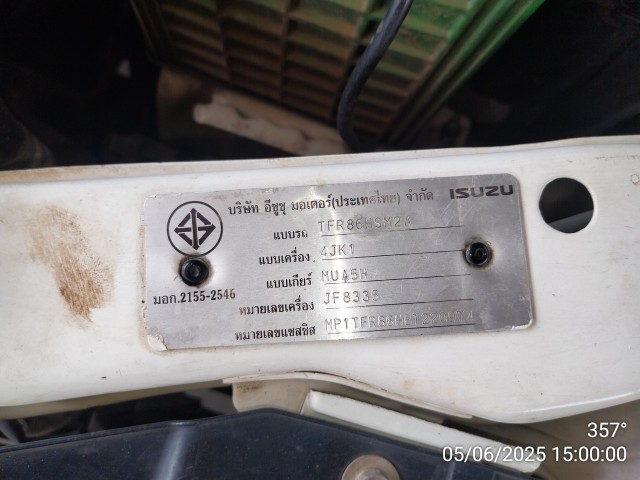 บริษัท อีซูซุ มอเตอร์(ประเทศไทย) จำกัด ISUZU
แบบรถ TFR86HSM2A
แบบเครื่อง 4JK1
แบบเกียร์ MUA5H
มอก.2155-2546
หมายเลขเครื่อง JF8335
หมายเลขแชสซิส
357°
05/06/2025 15:00:00